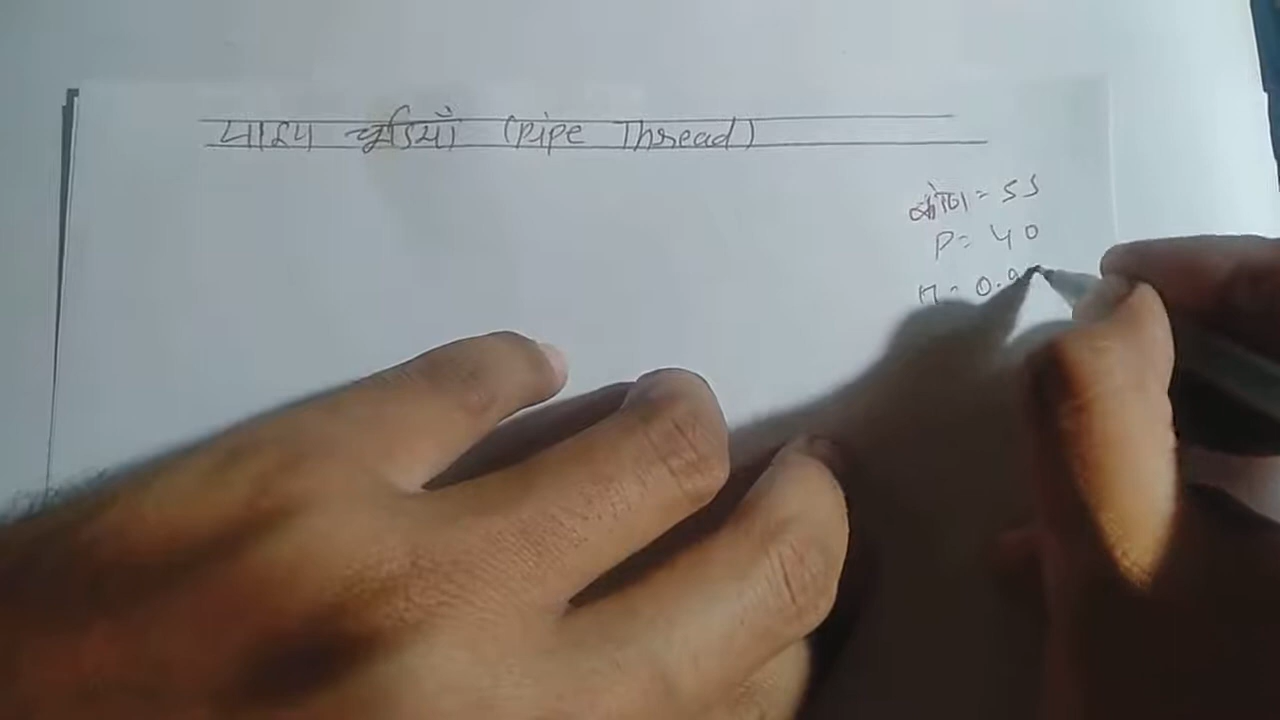 पाइप चूड़ियाँ (Pipe Thread)
कोण = 55
P = 40
H = 0.9